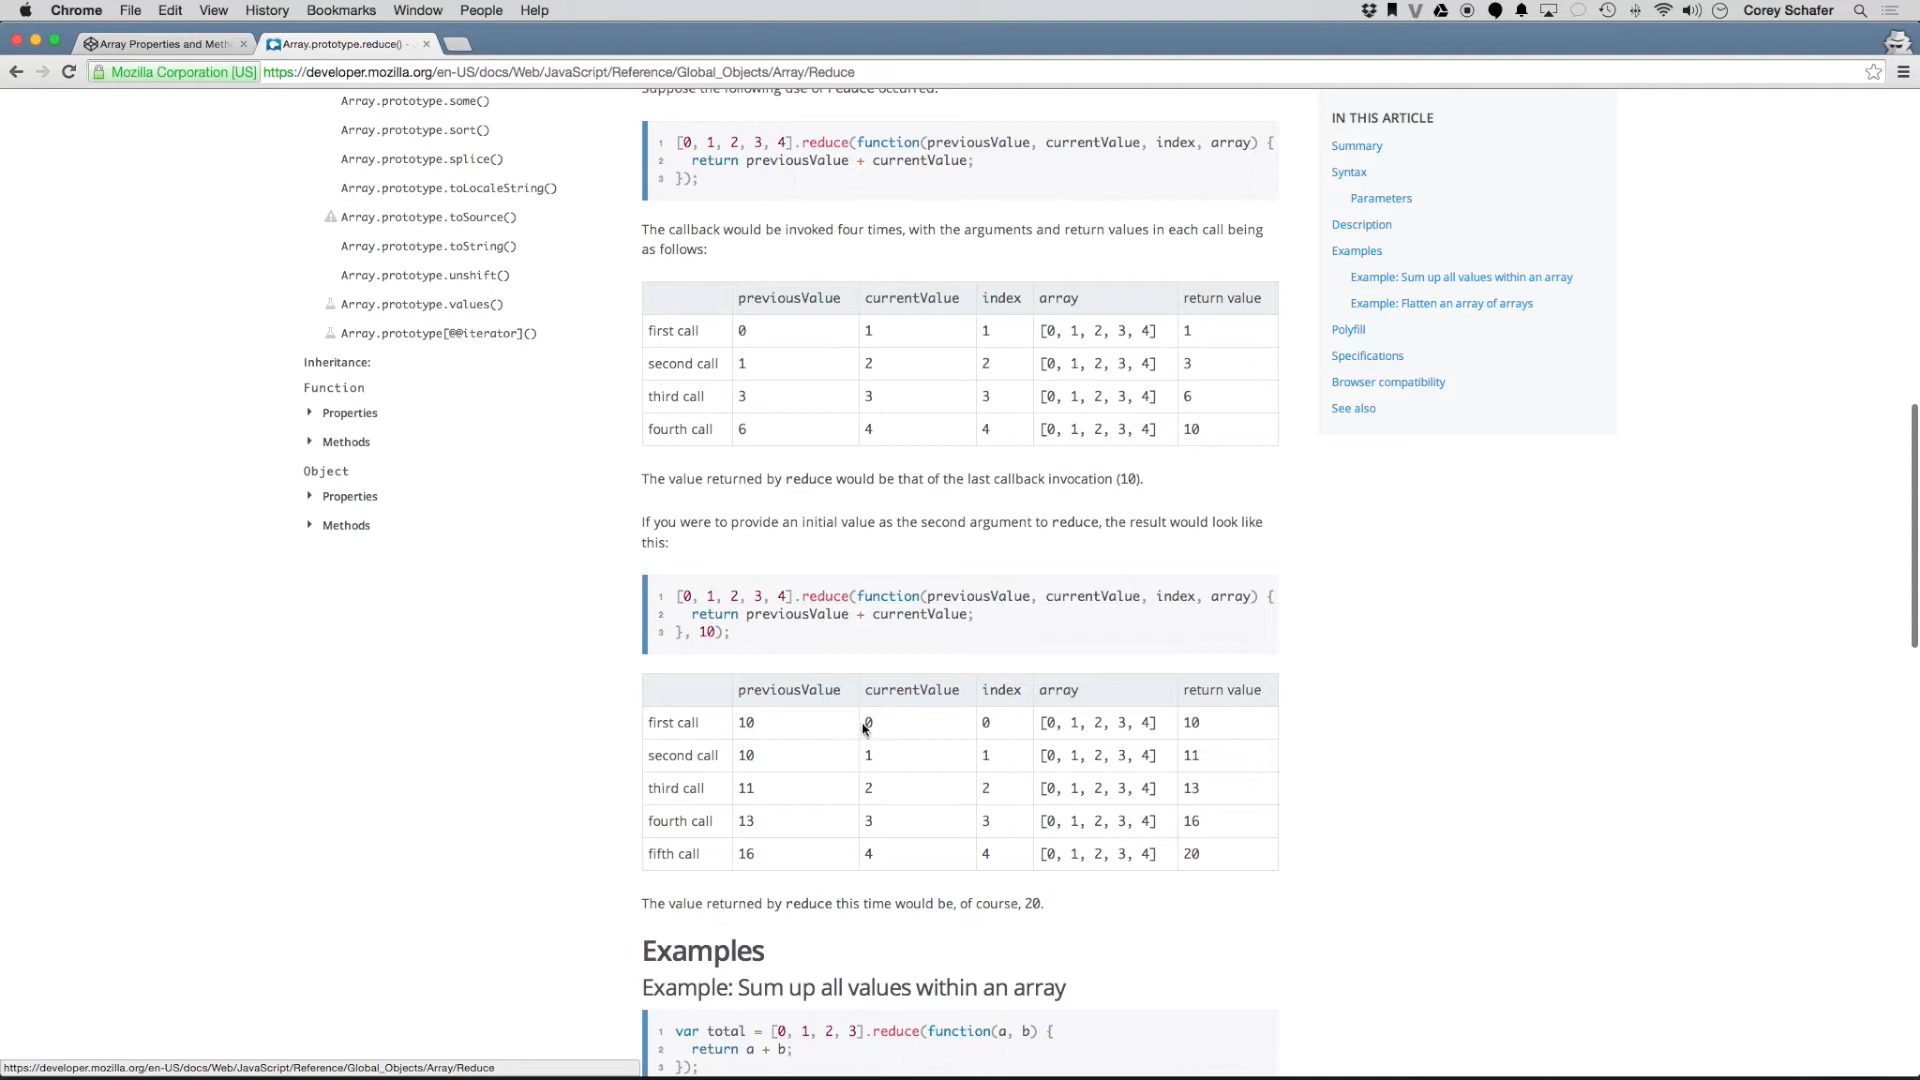 Chrome File Edit View History Bookmarks Window People Help Corey Schafer
Array Properties and Meth Array.prototype.reduce() -
Mozilla Corporation [US] https://developer.mozilla.org/en-US/docs/Web/JavaScript/Reference/Global_Objects/Array/Reduce
Array.prototype.some()
Array.prototype.sort()
Array.prototype.splice()
Array.prototype.toLocaleString()
Array.prototype.toSource()
Array.prototype.toString()
Array.prototype.unshift()
Array.prototype.values()
Array.prototype[@@iterator]()
Inheritance:
Function
Properties
Methods
Object
Properties
Methods
Suppose the following use of reduce occurred:
1 [0, 1, 2, 3, 4].reduce(function(previousValue, currentValue, index, array) {
2 return previousValue + currentValue;
3 });
The callback would be invoked four times, with the arguments and return values in each call being
as follows:
previousValue currentValue index array return value
first call 0 1 1 [0, 1, 2, 3, 4] 1
second call 1 2 2 [0, 1, 2, 3, 4] 3
third call 3 3 3 [0, 1, 2, 3, 4] 6
fourth call 6 4 4 [0, 1, 2, 3, 4] 10
The value returned by reduce would be that of the last callback invocation (10).
If you were to provide an initial value as the second argument to reduce, the result would look like
this:
1 [0, 1, 2, 3, 4].reduce(function(previousValue, currentValue, index, array) {
2 return previousValue + currentValue;
3 }, 10);
previousValue currentValue index array return value
first call 10 0 0 [0, 1, 2, 3, 4] 10
second call 10 1 1 [0, 1, 2, 3, 4] 11
third call 11 2 2 [0, 1, 2, 3, 4] 13
fourth call 13 3 3 [0, 1, 2, 3, 4] 16
fifth call 16 4 4 [0, 1, 2, 3, 4] 20
The value returned by reduce this time would be, of course, 20.
Examples
Example: Sum up all values within an array
1 var total = [0, 1, 2, 3].reduce(function(a, b) {
2 return a + b;
3 });
IN THIS ARTICLE
Summary
Syntax
Parameters
Description
Examples
Example: Sum up all values within an array
Example: Flatten an array of arrays
Polyfill
Specifications
Browser compatibility
See also
https://developer.mozilla.org/en-US/docs/Web/JavaScript/Reference/Global_Objects/Array/Reduce